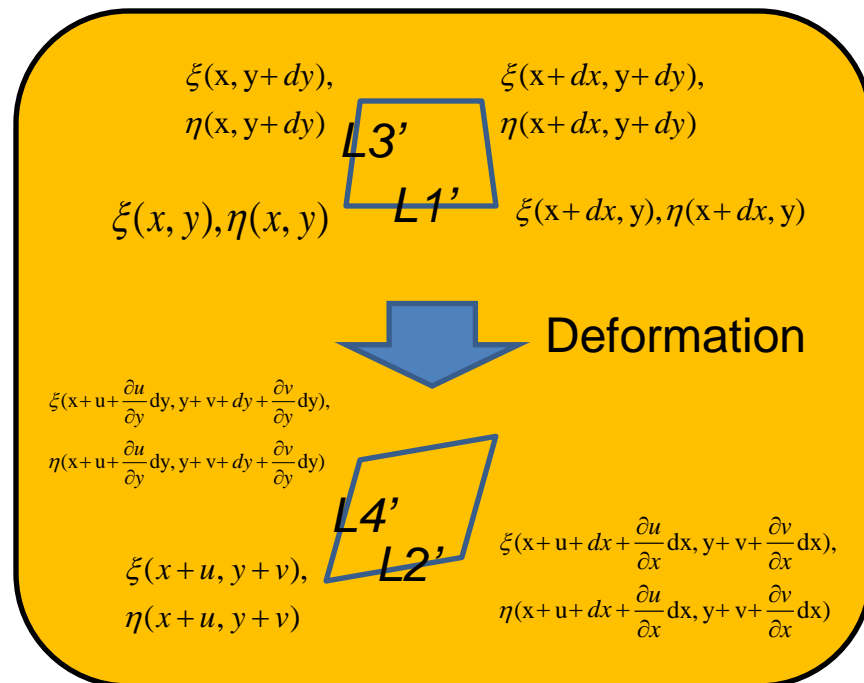 ξ(x, y+ dy),
η(x, y+ dy)
ξ(x+ dx, y+ dy),
η(x+ dx, y+ dy)
L3’
ξ(x, y),η(x, y)
L1’
ξ(x+ dx, y),η(x+ dx, y)
Deformation
ξ(x+ u+ ∂u/∂y dy, y+ v+ dy+ ∂v/∂y dy),
η(x+ u+ ∂u/∂y dy, y+ v+ dy+ ∂v/∂y dy)
L4’
L2’
ξ(x+u, y+v),
η(x+u, y+v)
ξ(x+ u+ dx+ ∂u/∂x dx, y+ v+ ∂v/∂x dx),
η(x+ u+ dx+ ∂u/∂x dx, y+ v+ ∂v/∂x dx)